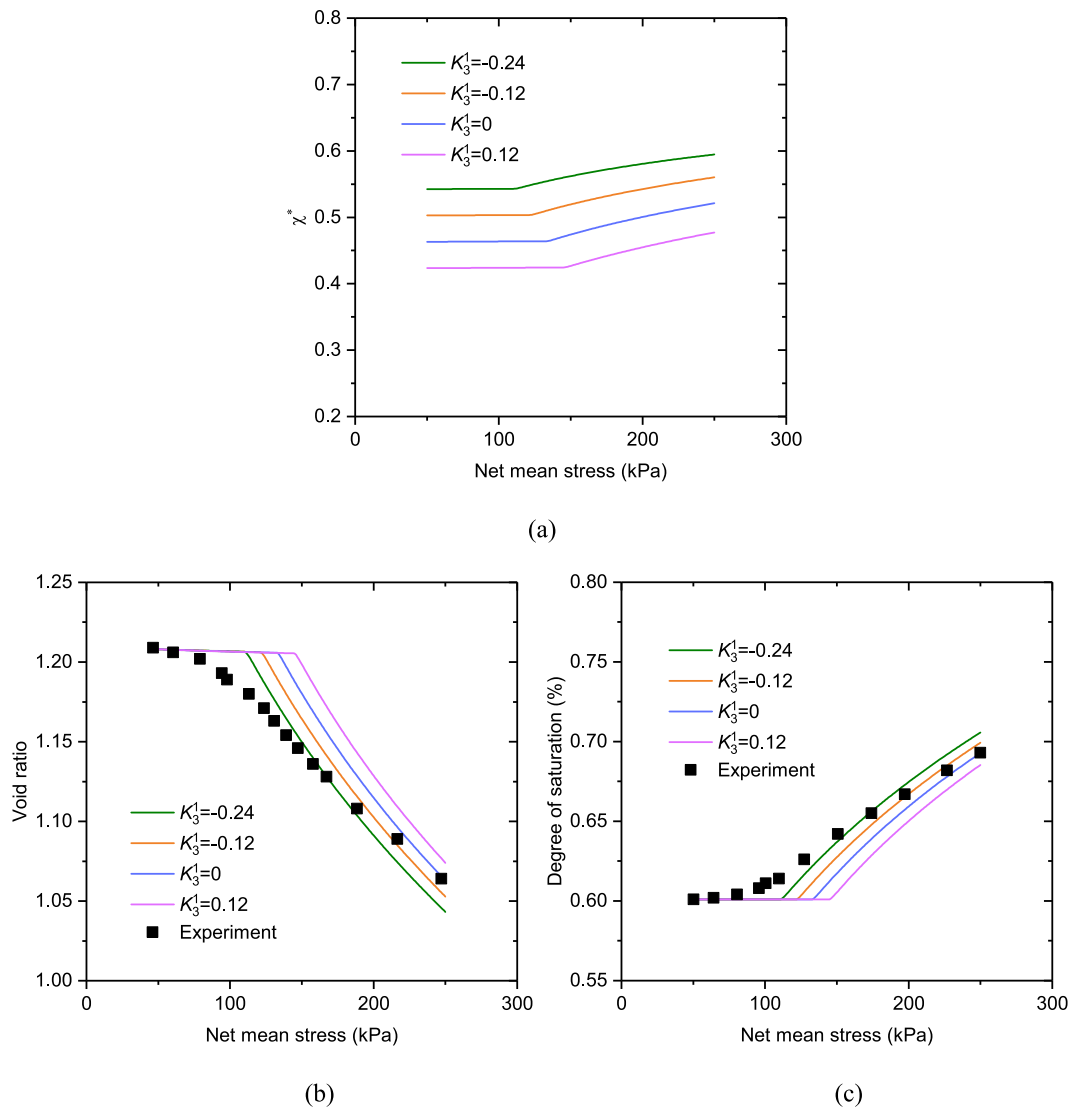 0.8
0.7
0.6
0.5
0.4
0.3
0.2
χ*
K₃¹=-0.24
K₃¹=-0.12
K₃¹=0
K₃¹=0.12
0 100 200 300
Net mean stress (kPa)
(a)
1.25
1.20
1.15
1.10
1.05
1.00
Void ratio
K₃¹=-0.24
K₃¹=-0.12
K₃¹=0
K₃¹=0.12
Experiment
0 100 200 300
Net mean stress (kPa)
(b)
0.80
0.75
0.70
0.65
0.60
0.55
Degree of saturation (%)
K₃¹=-0.24
K₃¹=-0.12
K₃¹=0
K₃¹=0.12
Experiment
0 100 200 300
Net mean stress (kPa)
(c)